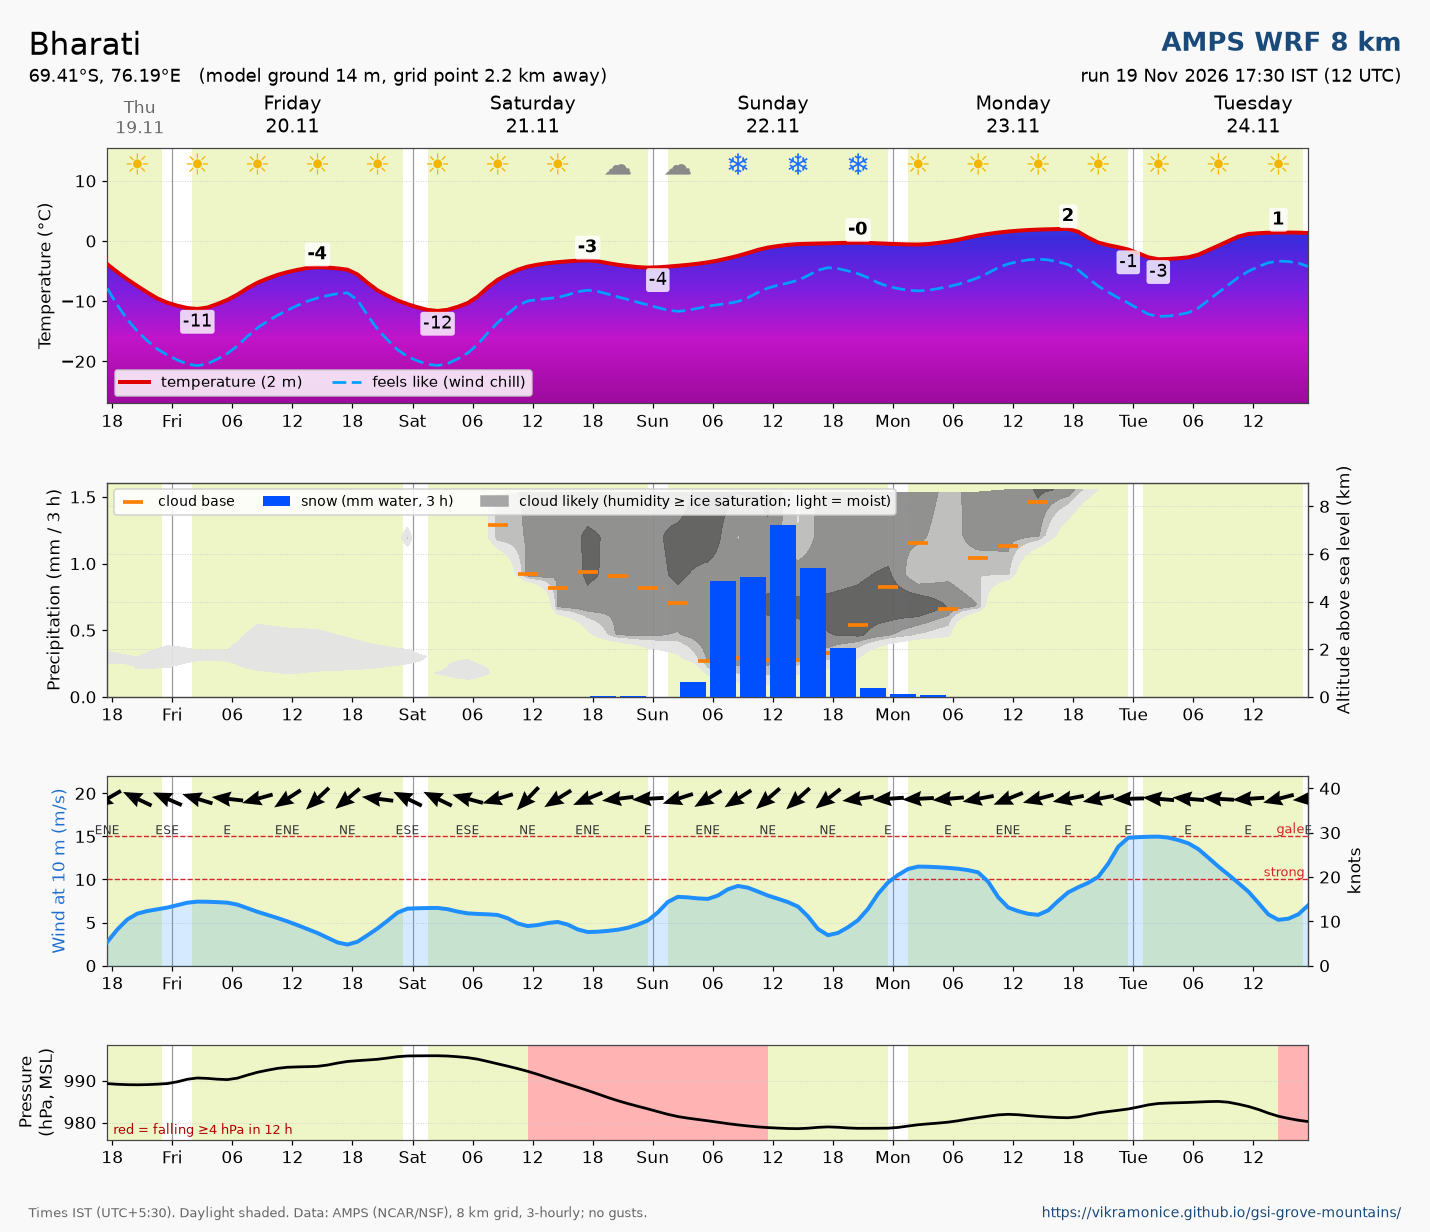 Bharati
AMPS WRF 8 km
69.41°S, 76.19°E (model ground 14 m, grid point 2.2 km away)
run 19 Nov 2026 17:30 IST (12 UTC)
Thu Friday Saturday Sunday Monday Tuesday
19.11 20.11 21.11 22.11 23.11 24.11
Temperature (°C)
10
0
−10
−20
-4
-3
-0
2
1
-11
-12
-4
-1
-3
temperature (2 m) feels like (wind chill)
18 Fri 06 12 18 Sat 06 12 18 Sun 06 12 18 Mon 06 12 18 Tue 06 12
Precipitation (mm / 3 h)
1.5
1.0
0.5
0.0
cloud base snow (mm water, 3 h) cloud likely (humidity ≥ ice saturation; light = moist)
8
6
4
2
0
Altitude above sea level (km)
18 Fri 06 12 18 Sat 06 12 18 Sun 06 12 18 Mon 06 12 18 Tue 06 12
Wind at 10 m (m/s)
20
15
10
5
0
ENE ESE E ENE NE ESE ESE NE ENE E ENE NE NE E E ENE E E E E E
gale
strong
40
30
20
10
0
knots
18 Fri 06 12 18 Sat 06 12 18 Sun 06 12 18 Mon 06 12 18 Tue 06 12
Pressure
(hPa, MSL)
990
980
red = falling ≥4 hPa in 12 h
18 Fri 06 12 18 Sat 06 12 18 Sun 06 12 18 Mon 06 12 18 Tue 06 12
Times IST (UTC+5:30). Daylight shaded. Data: AMPS (NCAR/NSF), 8 km grid, 3-hourly; no gusts.
https://vikramonice.github.io/gsi-grove-mountains/